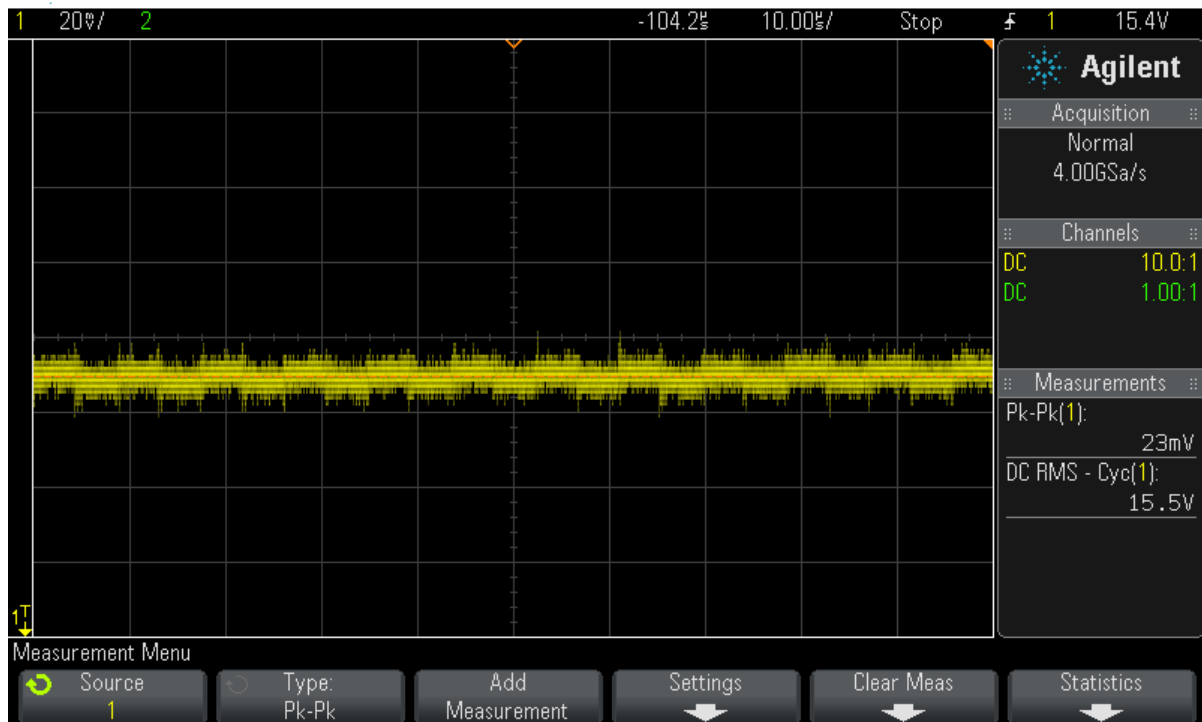 1 20mV/ 2 -104.2µs 10.00µs/ Stop 1 15.4V
Agilent
Acquisition
Normal
4.00GSa/s
Channels
DC 10.0:1
DC 1.00:1
Measurements
Pk-Pk(1):
23mV
DC RMS - Cyc(1):
15.5V
1 T
Measurement Menu
Source
1
Type:
Pk-Pk
Add
Measurement
Settings
Clear Meas
Statistics